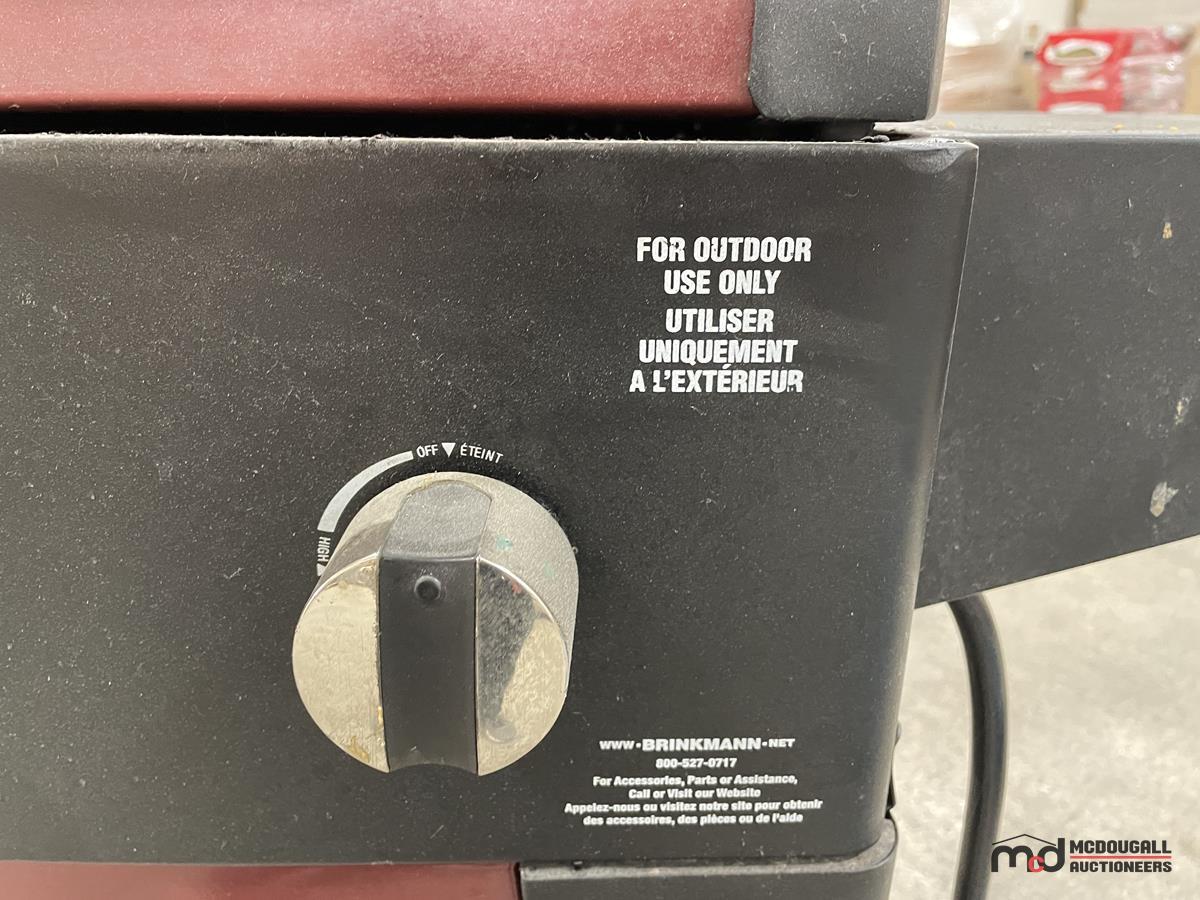 FOR OUTDOOR
USE ONLY
UTILISER
UNIQUEMENT
A L'EXTÉRIEUR
OFF ▼ ÉTEINT
HIGH
WWW•BRINKMANN•NET
800-527-0717
For Accessories, Parts or Assistance,
Call or Visit our Website
Appelez-nous ou visitez notre site pour obtenir
des accessoires, des pièces ou de l'aide
mcd MCDOUGALL
AUCTIONEERS